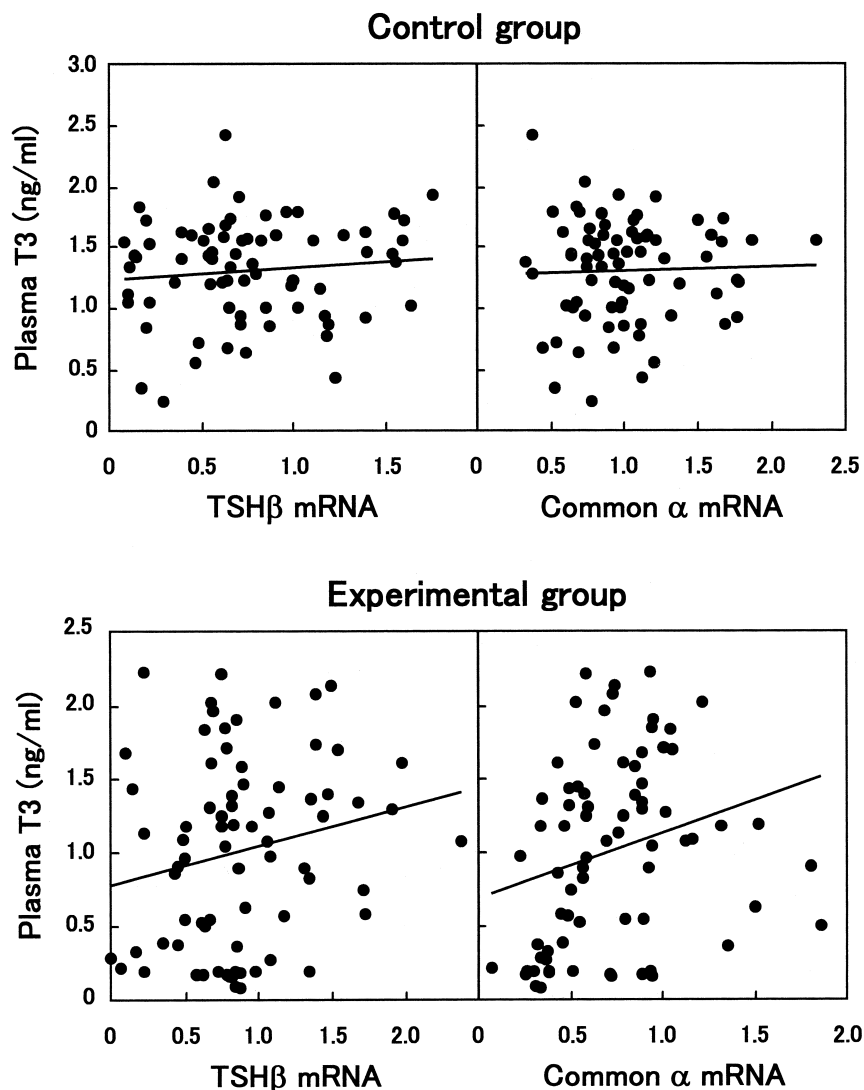 Control group
Plasma T3 (ng/ml)
3.0
2.5
2.0
1.5
1.0
0.5
0
0 0.5 1.0 1.5 0 0.5 1.0 1.5 2.0 2.5
TSHβ mRNA Common α mRNA
Experimental group
Plasma T3 (ng/ml)
2.5
2.0
1.5
1.0
0.5
0
0 0.5 1.0 1.5 2.0 0 0.5 1.0 1.5 2.0
TSHβ mRNA Common α mRNA